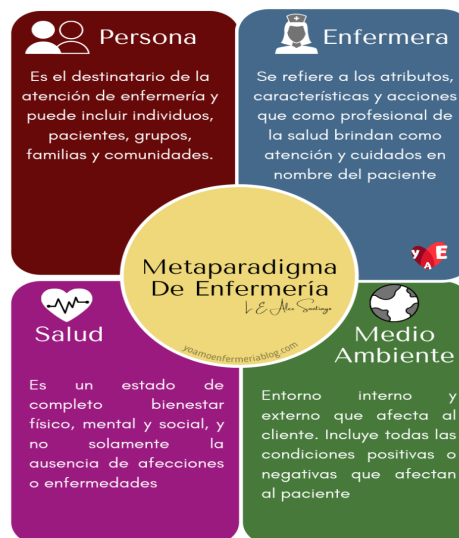 Persona
Es el destinatario de la
atención de enfermería y
puede incluir individuos,
pacientes, grupos,
familias y comunidades.
Enfermera
Se refiere a los atributos,
características y acciones
que como profesional de
la salud brindan como
atención y cuidados en
nombre del paciente
y A E
Metaparadigma
De Enfermería
L.E. Alex Santiago
yoamoenfermeriablog.com
Salud
Es un estado de
completo bienestar
físico, mental y social, y
no solamente la
ausencia de afecciones
o enfermedades
Medio
Ambiente
Entorno interno y
externo que afecta al
cliente. Incluye todas las
condiciones positivas o
negativas que afectan
al paciente